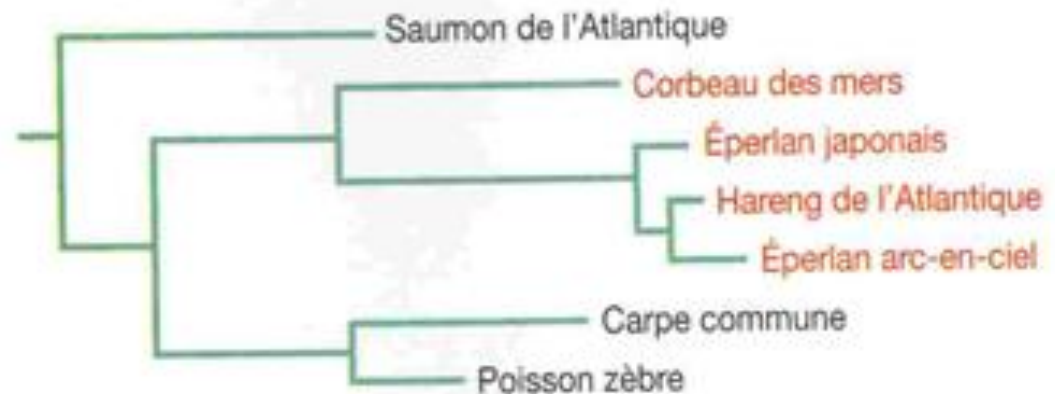 Saumon de l'Atlantique
Corbeau des mers
Éperlan japonais
Hareng de l'Atlantique
Éperlan arc-en-ciel
Carpe commune
Poisson zèbre